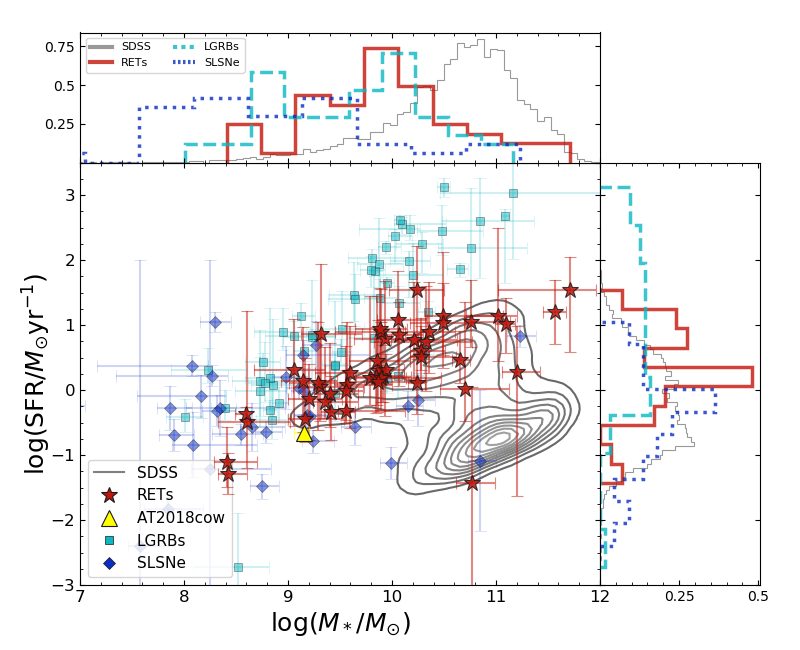 0.75
0.5
0.25
SDSS LGRBs
RETs SLSNe
3
2
1
0
−1
−2
−3
log(SFR/M⊙yr⁻¹)
SDSS
RETs
AT2018cow
LGRBs
SLSNe
7 8 9 10 11 12
0.25 0.5
log(M*/M⊙)